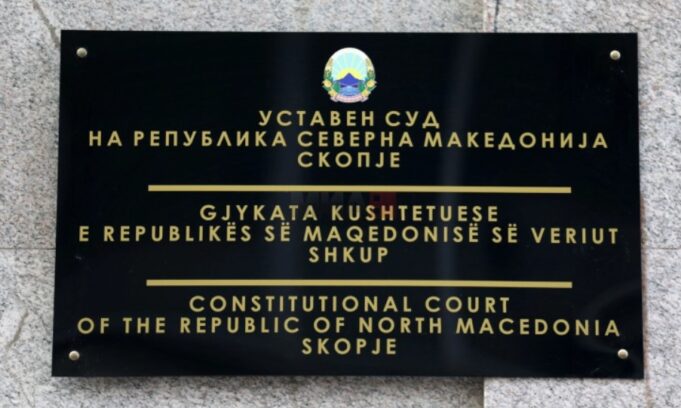 УСТАВЕН СУД
НА РЕПУБЛИКА СЕВЕРНА МАКЕДОНИЈА
СКОПЈЕ
GJYKATA KUSHTETUESE
E REPUBLIKËS SË MAQEDONISË SË VERIUT
SHKUP
CONSTITUTIONAL COURT
OF THE REPUBLIC OF NORTH MACEDONIA
SKOPJE